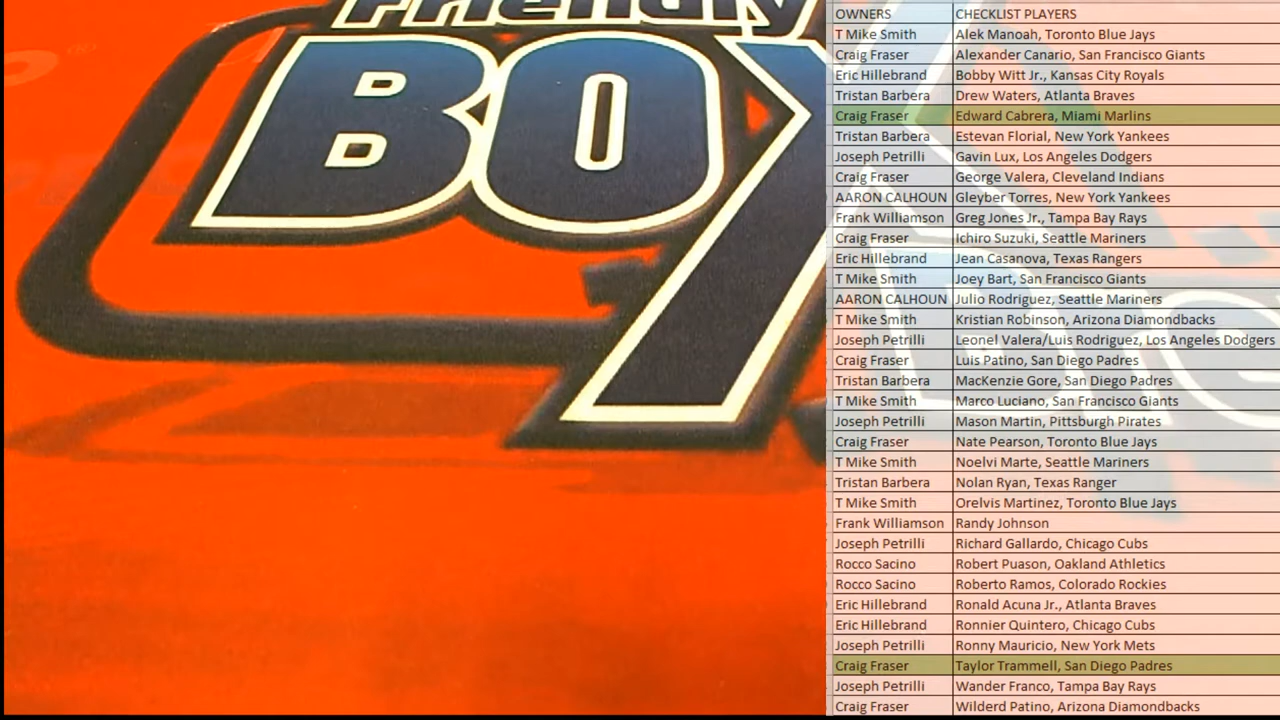 Friendly
BOX
OWNERS CHECKLIST PLAYERS
T Mike Smith Alek Manoah, Toronto Blue Jays
Craig Fraser Alexander Canario, San Francisco Giants
Eric Hillebrand Bobby Witt Jr., Kansas City Royals
Tristan Barbera Drew Waters, Atlanta Braves
Craig Fraser Edward Cabrera, Miami Marlins
Tristan Barbera Estevan Florial, New York Yankees
Joseph Petrilli Gavin Lux, Los Angeles Dodgers
Craig Fraser George Valera, Cleveland Indians
AARON CALHOUN Gleyber Torres, New York Yankees
Frank Williamson Greg Jones Jr., Tampa Bay Rays
Craig Fraser Ichiro Suzuki, Seattle Mariners
Eric Hillebrand Jean Casanova, Texas Rangers
T Mike Smith Joey Bart, San Francisco Giants
AARON CALHOUN Julio Rodriguez, Seattle Mariners
T Mike Smith Kristian Robinson, Arizona Diamondbacks
Joseph Petrilli Leonel Valera/Luis Rodriguez, Los Angeles Dodgers
Craig Fraser Luis Patino, San Diego Padres
Tristan Barbera MacKenzie Gore, San Diego Padres
T Mike Smith Marco Luciano, San Francisco Giants
Joseph Petrilli Mason Martin, Pittsburgh Pirates
Craig Fraser Nate Pearson, Toronto Blue Jays
T Mike Smith Noelvi Marte, Seattle Mariners
Tristan Barbera Nolan Ryan, Texas Ranger
T Mike Smith Orelvis Martinez, Toronto Blue Jays
Frank Williamson Randy Johnson
Joseph Petrilli Richard Gallardo, Chicago Cubs
Rocco Sacino Robert Puason, Oakland Athletics
Rocco Sacino Roberto Ramos, Colorado Rockies
Eric Hillebrand Ronald Acuna Jr., Atlanta Braves
Eric Hillebrand Ronnier Quintero, Chicago Cubs
Joseph Petrilli Ronny Mauricio, New York Mets
Craig Fraser Taylor Trammell, San Diego Padres
Joseph Petrilli Wander Franco, Tampa Bay Rays
Craig Fraser Wilderd Patino, Arizona Diamondbacks